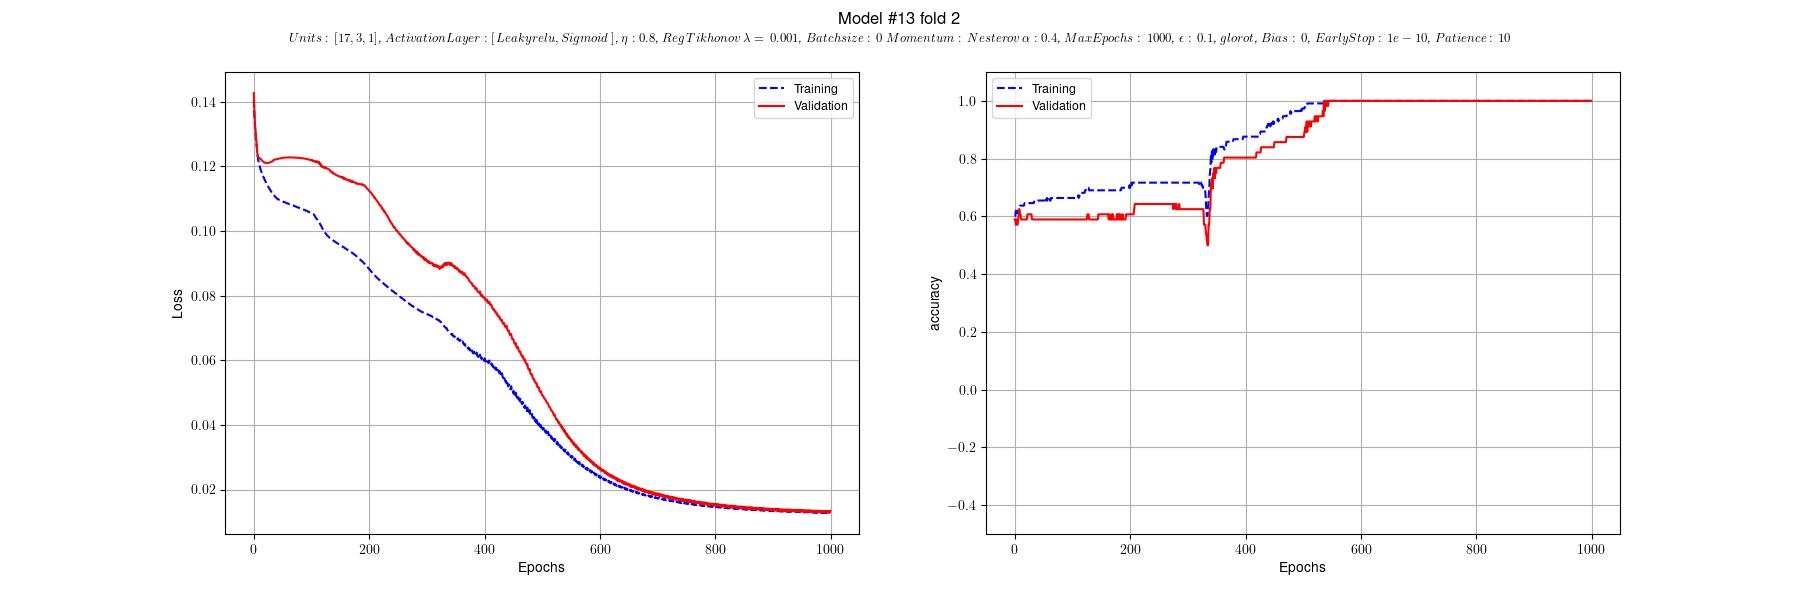 Model #13 fold 2
Units : [17, 3, 1], ActivationLayer : [Leakyrelu, Sigmoid], η : 0.8, RegTikhonov λ = 0.001, Batchsize : 0 Momentum : Nesterov α : 0.4, MaxEpochs : 1000, ϵ : 0.1, glorot, Bias : 0, EarlyStop : 1e − 10, Patience : 10
Training
Validation
0.14
0.12
0.10
0.08
0.06
0.04
0.02
Loss
0 200 400 600 800 1000
Epochs
Training
Validation
1.0
0.8
0.6
0.4
0.2
0.0
−0.2
−0.4
accuracy
0 200 400 600 800 1000
Epochs